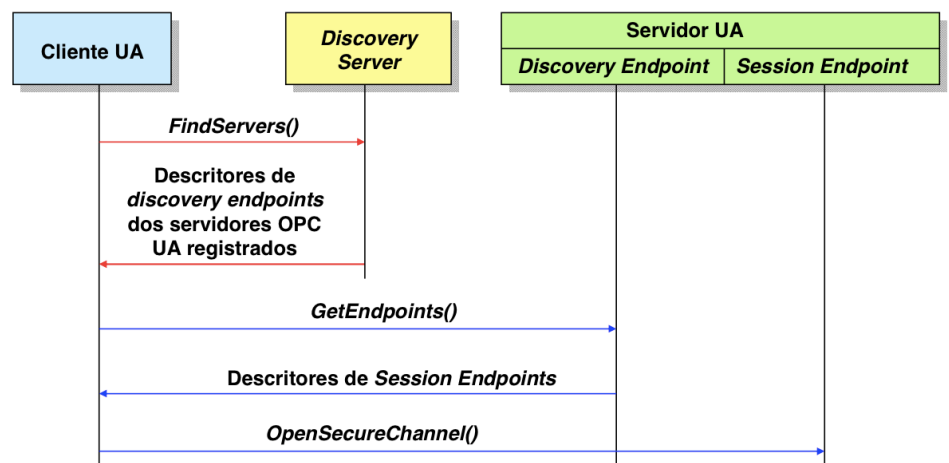 Cliente UA
Discovery
Server
Servidor UA
Discovery Endpoint
Session Endpoint
FindServers()
Descritores de
discovery endpoints
dos servidores OPC
UA registrados
GetEndpoints()
Descritores de Session Endpoints
OpenSecureChannel()